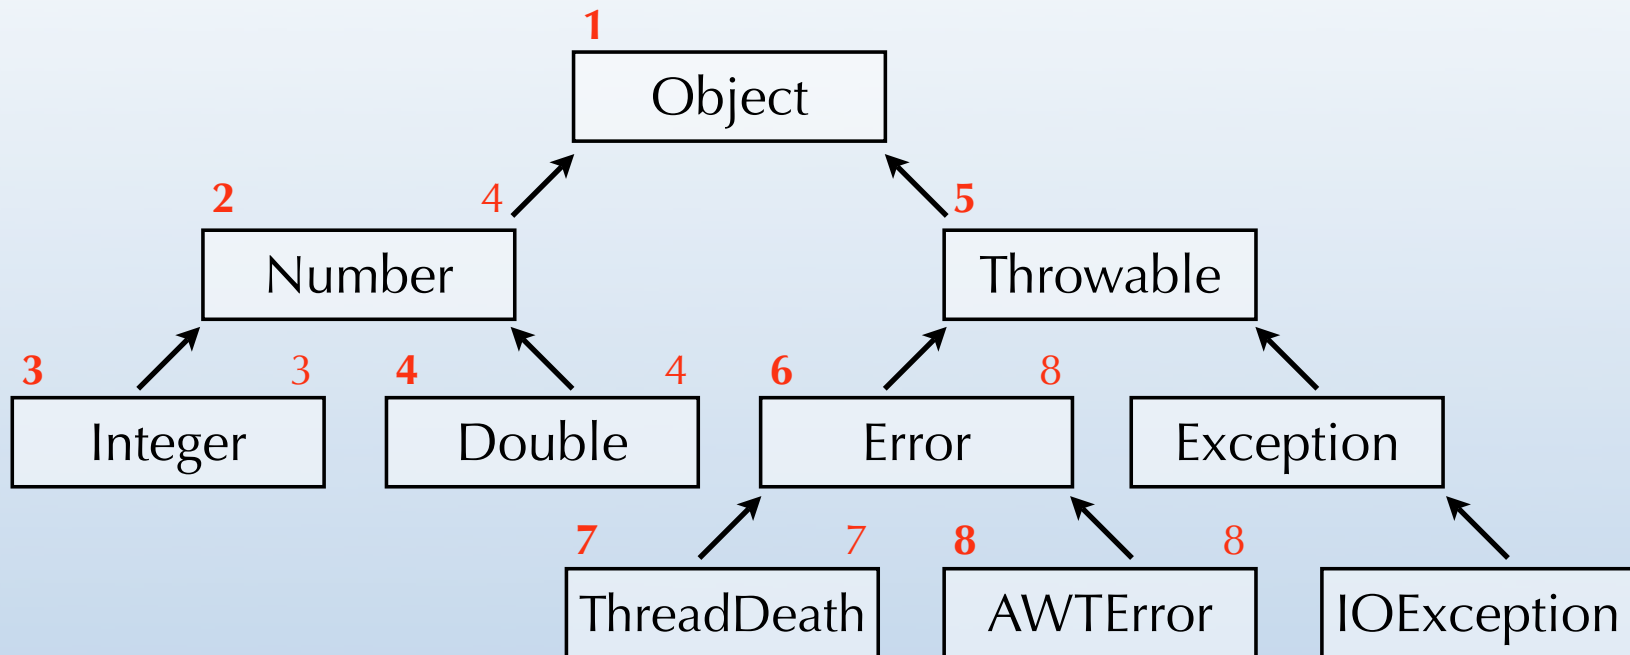 1
Object
2 4 5
Number Throwable
3 3 4 4 6 8
Integer Double Error Exception
7 7 8 8
ThreadDeath AWTError IOException